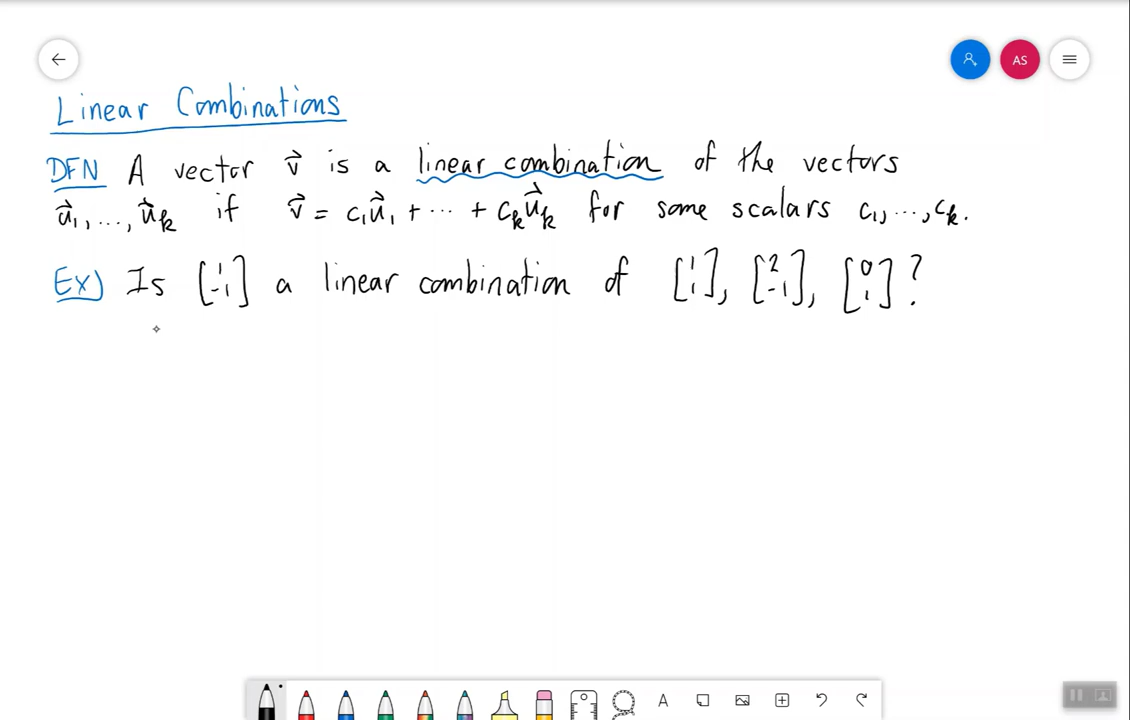 AS
Linear Combinations
DFN A vector v⃗ is a linear combination of the vectors
u⃗₁,...,u⃗ₖ if v⃗ = c₁u⃗₁ + ··· + cₖu⃗ₖ for some scalars c₁,...,cₖ.
Ex) Is [1 -1] a linear combination of [1 1], [2 -1], [0 1]?
A